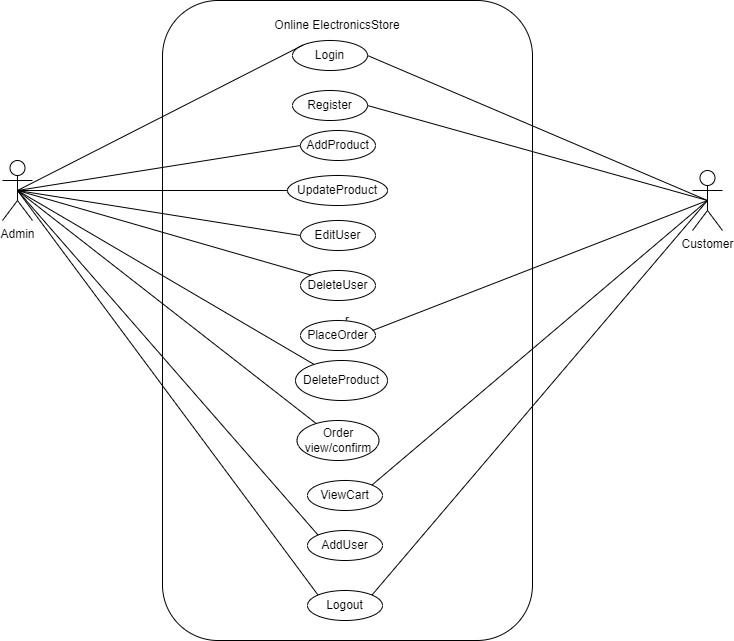 Online ElectronicsStore
Login
Register
AddProduct
UpdateProduct
Admin
EditUser
Customer
DeleteUser
r
PlaceOrder
DeleteProduct
Order
view/confirm
ViewCart
AddUser
Logout